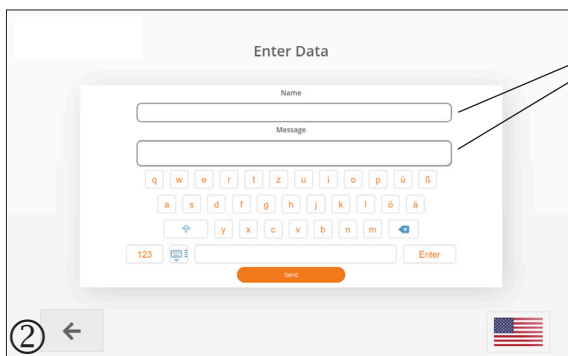 Enter Data
Name
Message
q w e r t z u i o p ü ß
a s d f g h j k l ö ä
y x c v b n m
123 Enter
Send
②